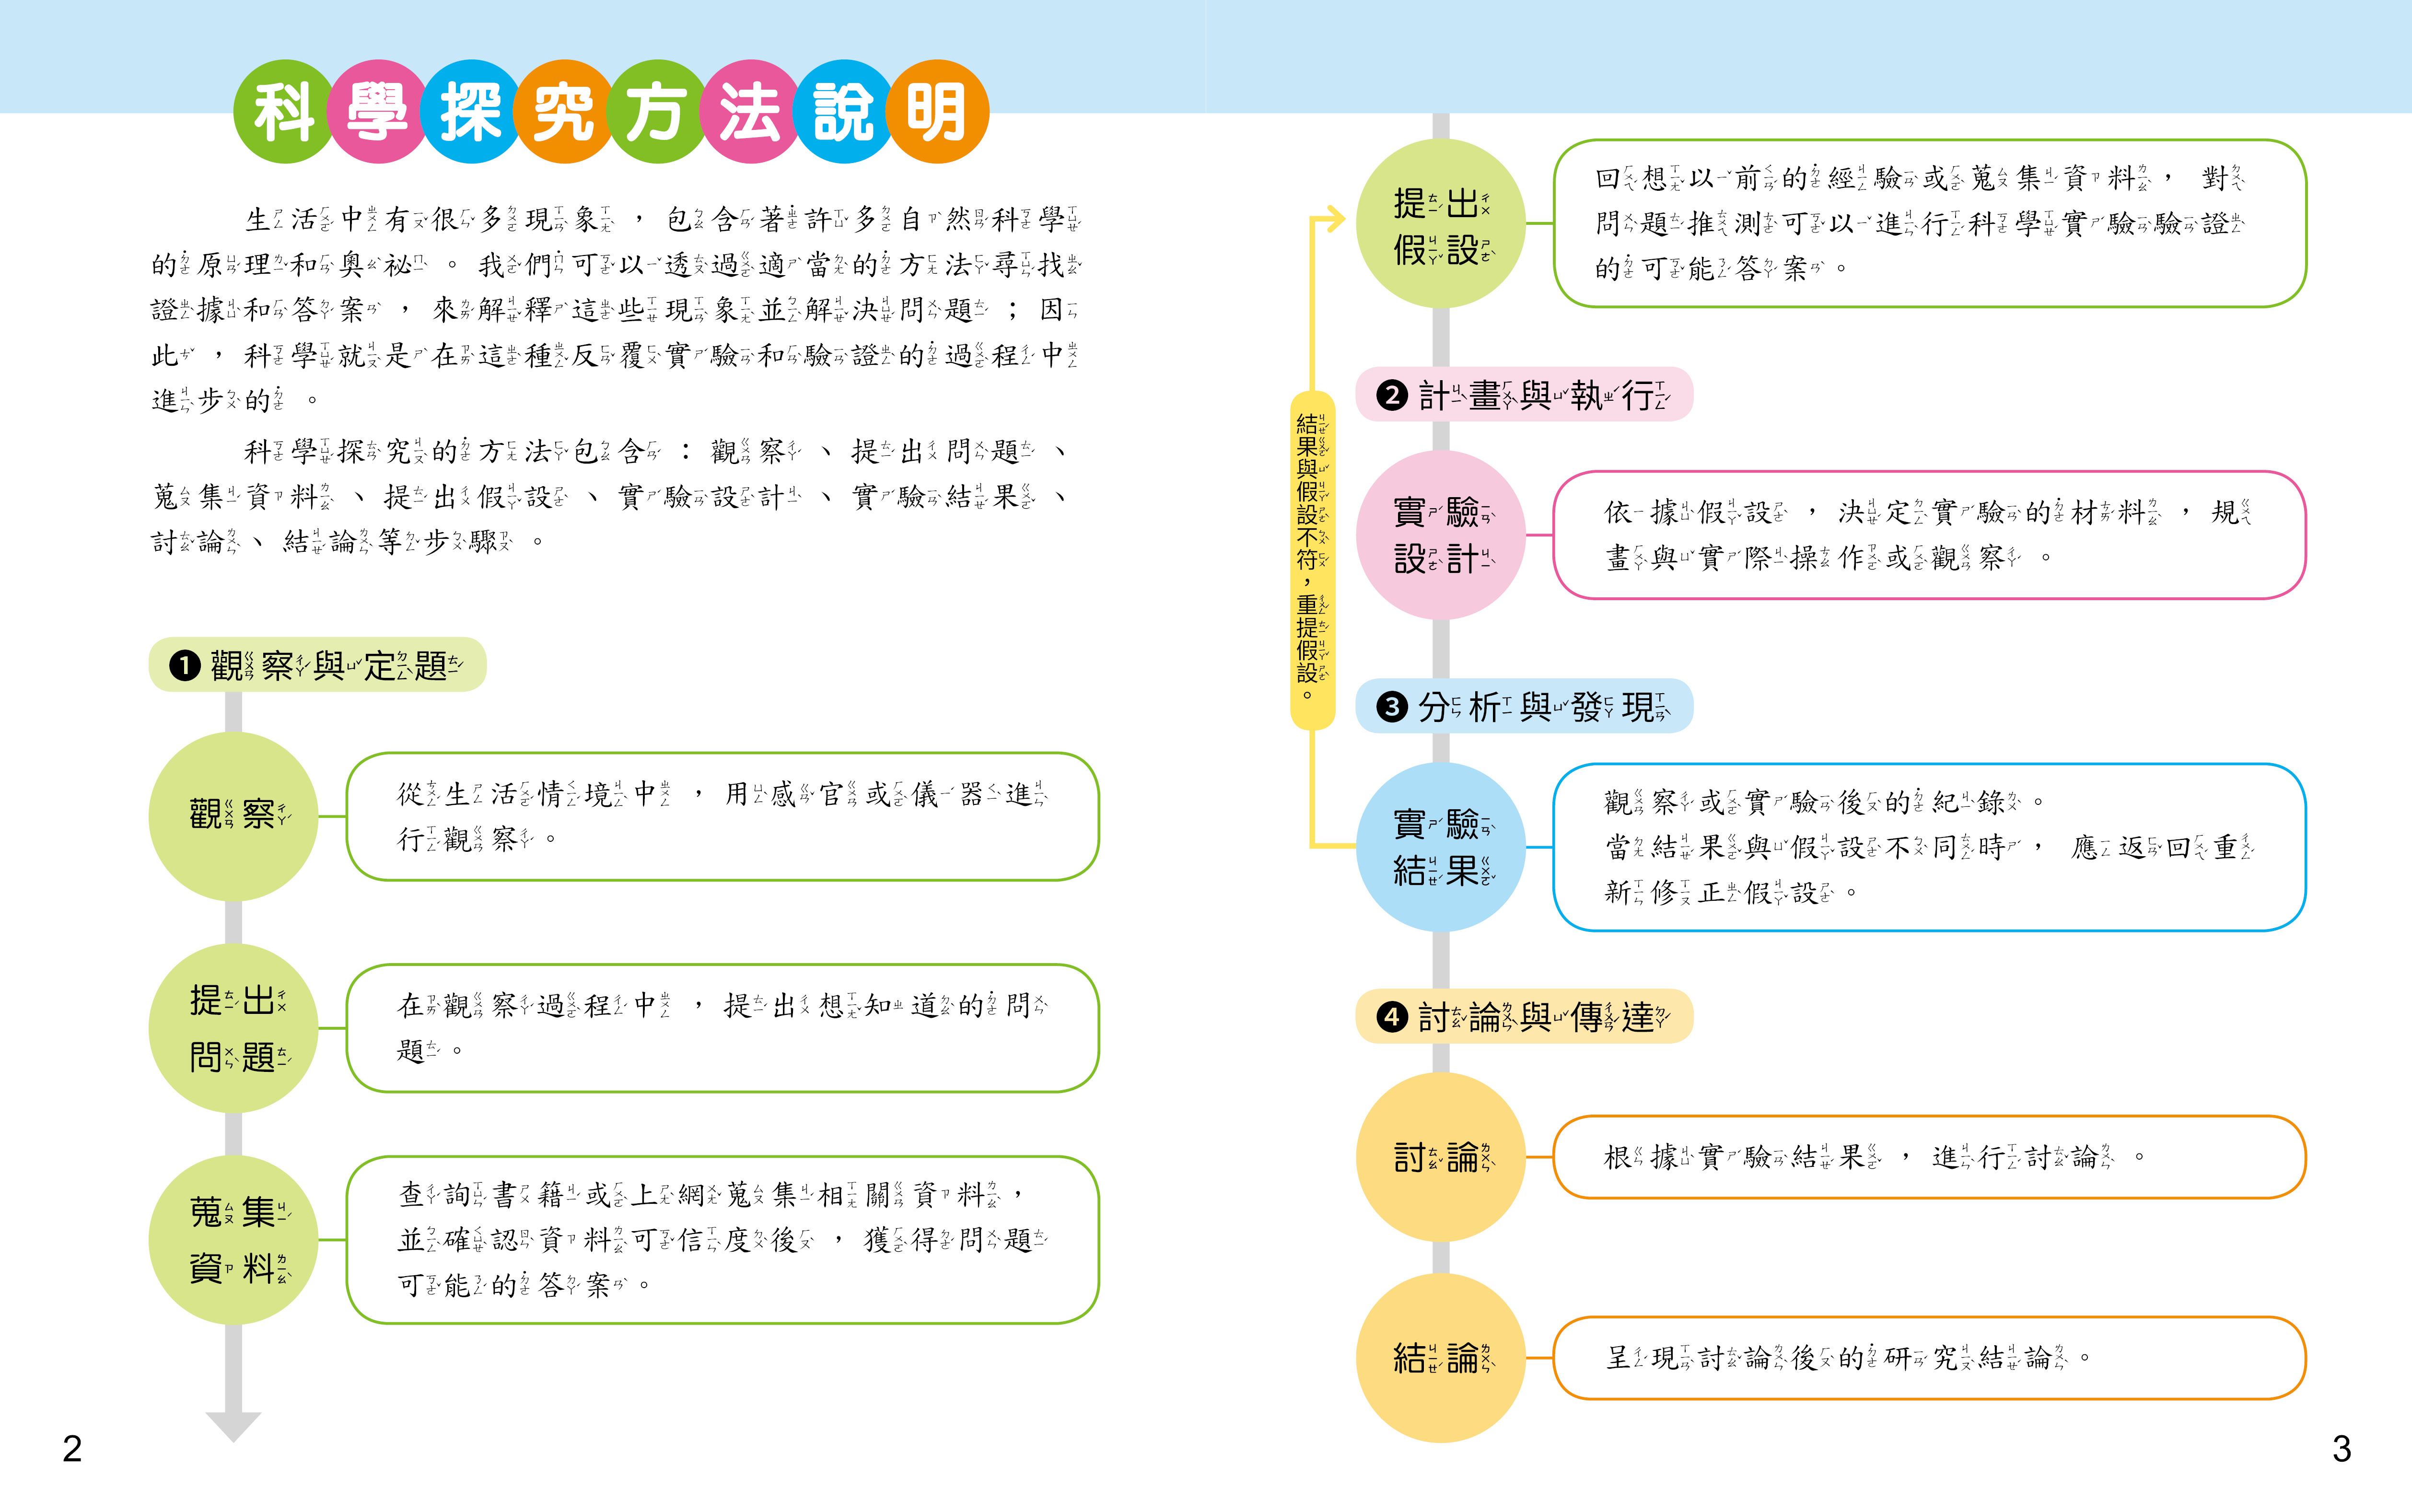 科學探究方法說明
生活中有很多現象，包含著許多自然科學
的原理和奧祕。我們可以透過適當的方法尋找
證據和答案，來解釋這些現象並解決問題；因
此，科學就是在這種反覆實驗和驗證的過程中
進步的。
科學探究的方法包含：觀察、提出問題、
蒐集資料、提出假設、實驗設計、實驗結果、
討論、結論等步驟。
❶觀察與定題
觀察
從生活情境中，用感官或儀器進
行觀察。
提出
問題
在觀察過程中，提出想知道的問
題。
蒐集
資料
查詢書籍或上網蒐集相關資料，
並確認資料可信度後，獲得問題
可能的答案。
2
提出
假設
回想以前的經驗或蒐集資料，對
問題推測可以進行科學實驗驗證
的可能答案。
結果與假設不符，重提假設。
❷計畫與執行
實驗
設計
依據假設，決定實驗的材料，規
畫與實際操作或觀察。
❸分析與發現
實驗
結果
觀察或實驗後的紀錄。
當結果與假設不同時，應返回重
新修正假設。
❹討論與傳達
討論
根據實驗結果，進行討論。
結論
呈現討論後的研究結論。
3